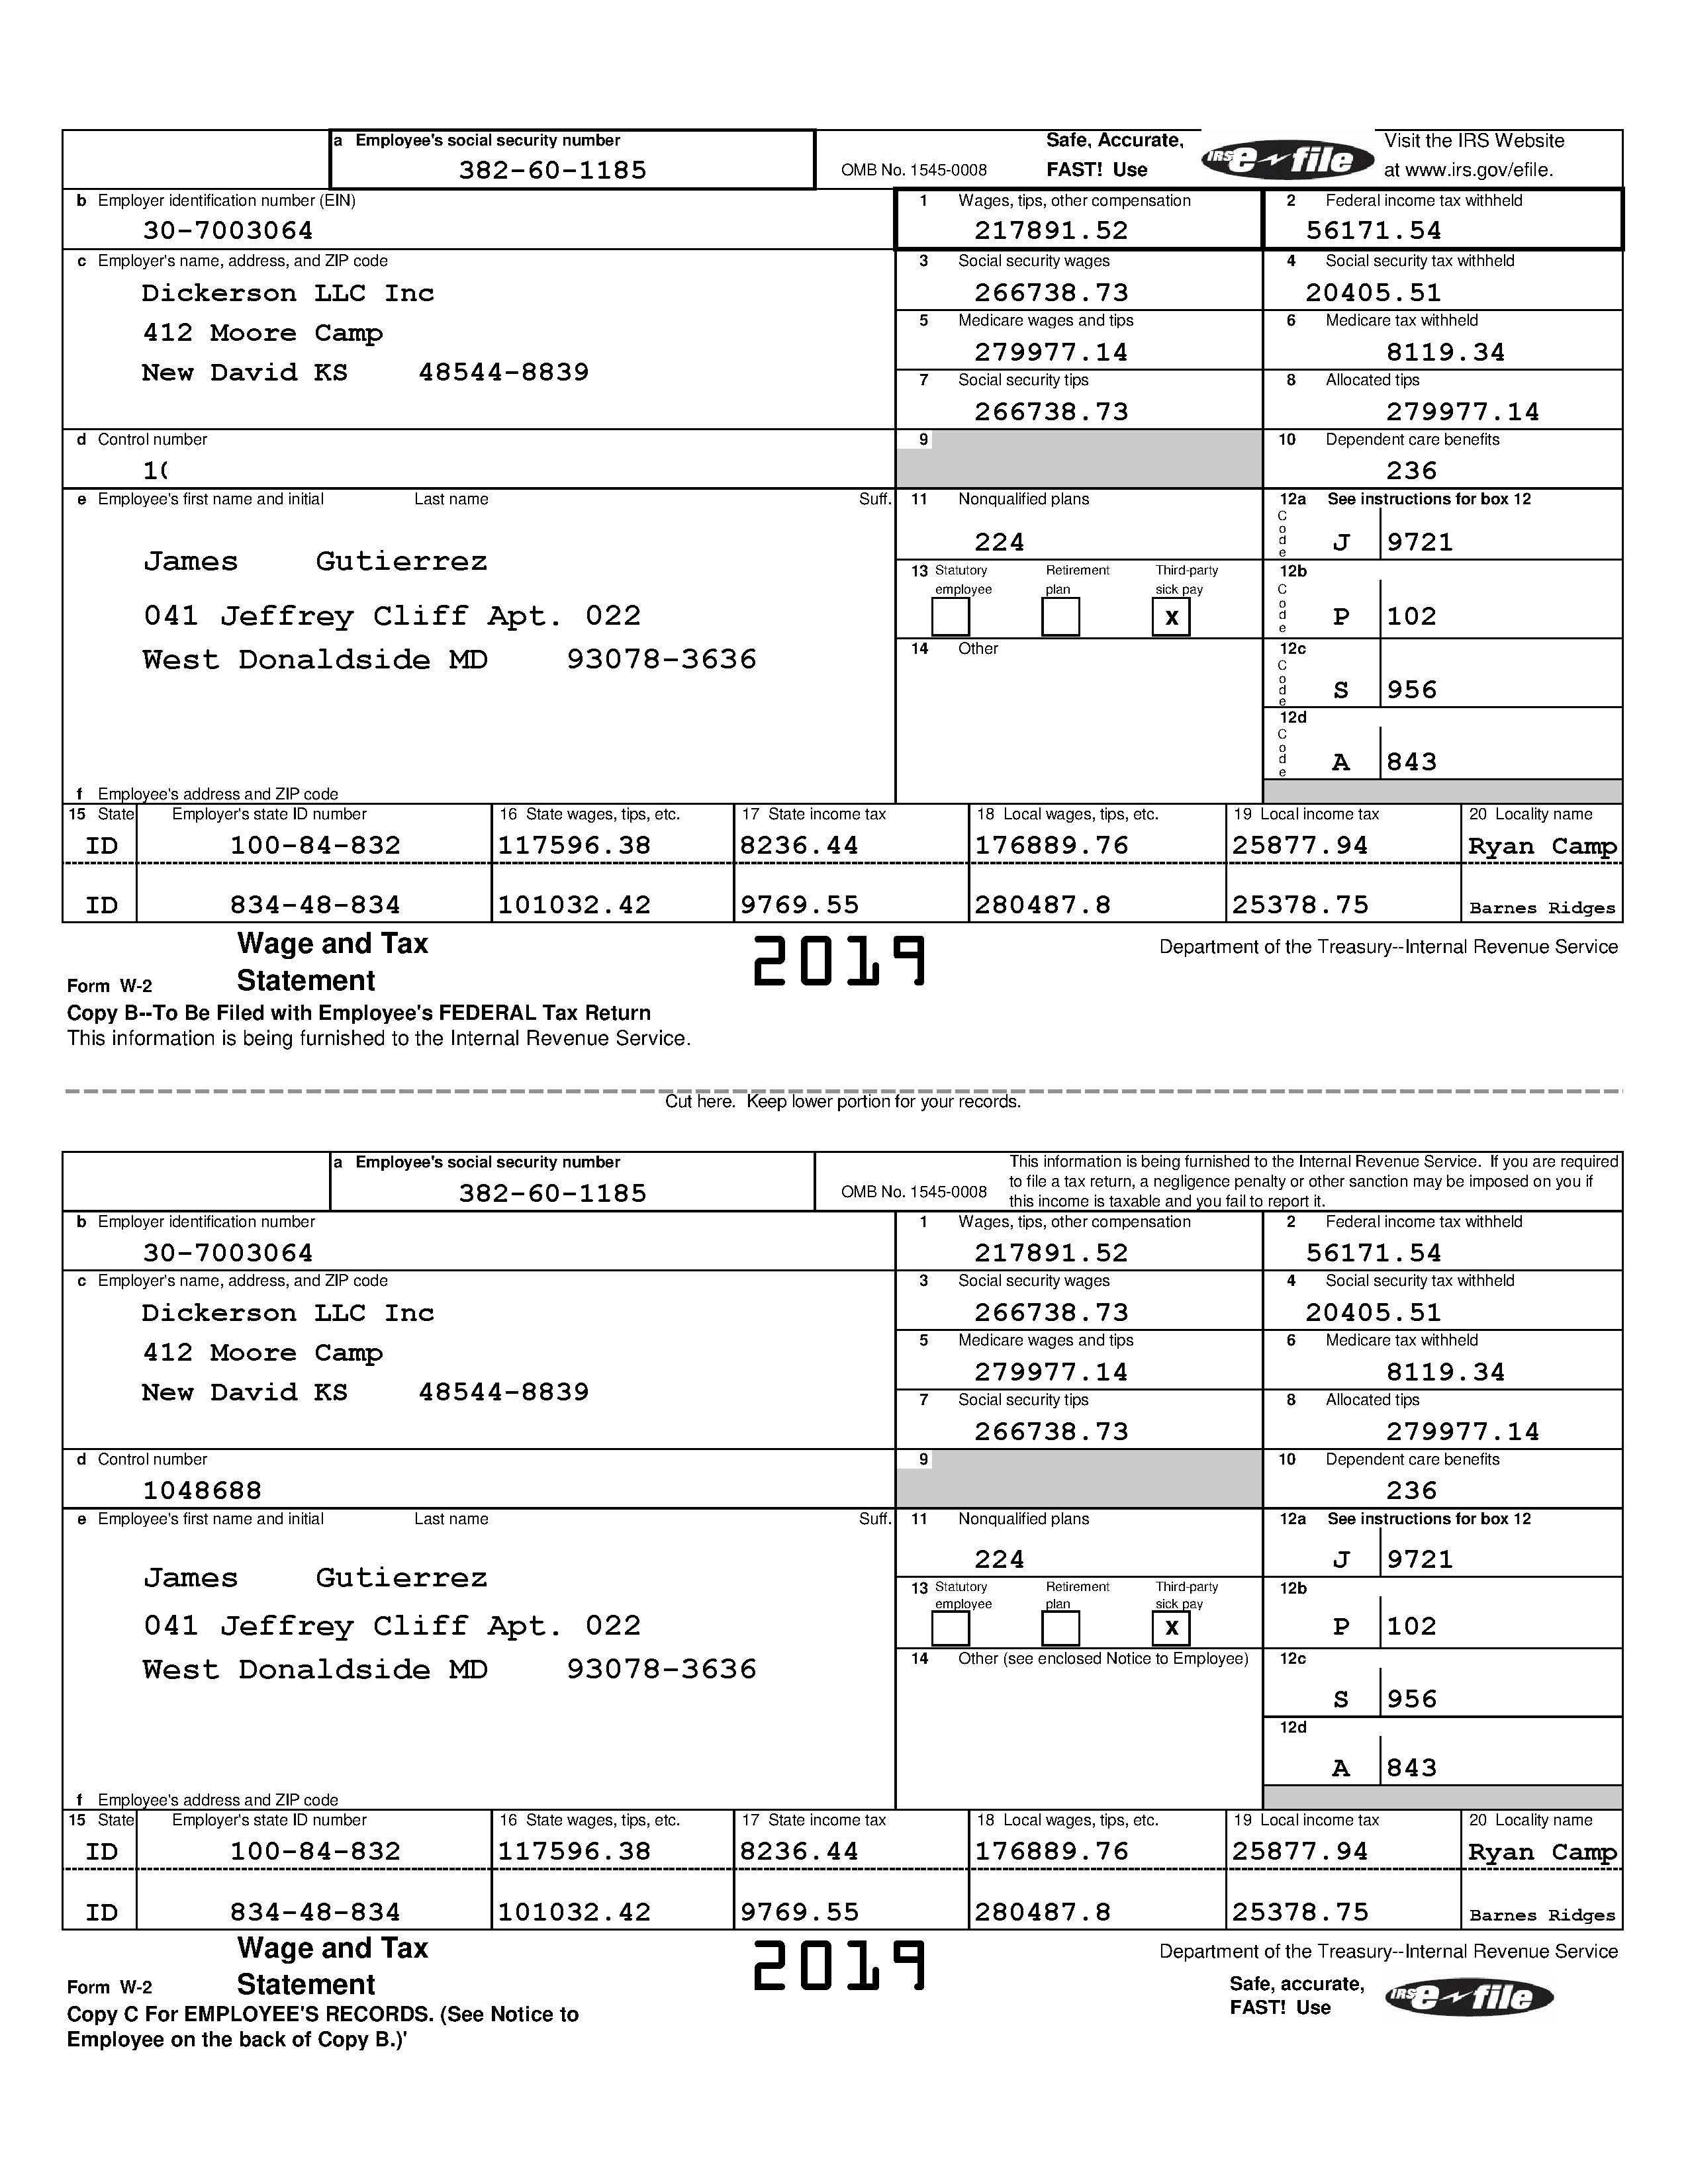 a Employee's social security number
382-60-1185
OMB No. 1545-0008
Safe, Accurate,
FAST! Use
IRS e file
Visit the IRS Website
at www.irs.gov/efile.
b Employer identification number (EIN)
30-7003064
1 Wages, tips, other compensation
217891.52
2 Federal income tax withheld
56171.54
c Employer's name, address, and ZIP code
Dickerson LLC Inc
412 Moore Camp
New David KS 48544-8839
3 Social security wages
266738.73
4 Social security tax withheld
20405.51
5 Medicare wages and tips
279977.14
6 Medicare tax withheld
8119.34
7 Social security tips
266738.73
8 Allocated tips
279977.14
d Control number
1(
9
10 Dependent care benefits
236
e Employee's first name and initial Last name Suff.
James Gutierrez
041 Jeffrey Cliff Apt. 022
West Donaldside MD 93078-3636
f Employee's address and ZIP code
11 Nonqualified plans
224
12a See instructions for box 12
Code J 9721
13 Statutory employee Retirement plan Third-party sick pay
X
12b
Code P 102
14 Other
12c
Code S 956
12d
Code A 843
15 State Employer's state ID number 16 State wages, tips, etc. 17 State income tax 18 Local wages, tips, etc. 19 Local income tax 20 Locality name
ID 100-84-832 117596.38 8236.44 176889.76 25877.94 Ryan Camp
ID 834-48-834 101032.42 9769.55 280487.8 25378.75 Barnes Ridges
Form W-2 Wage and Tax Statement
2019
Department of the Treasury--Internal Revenue Service
Copy B--To Be Filed with Employee's FEDERAL Tax Return
This information is being furnished to the Internal Revenue Service.
Cut here. Keep lower portion for your records.
a Employee's social security number
382-60-1185
OMB No. 1545-0008
This information is being furnished to the Internal Revenue Service. If you are required
to file a tax return, a negligence penalty or other sanction may be imposed on you if
this income is taxable and you fail to report it.
b Employer identification number
30-7003064
1 Wages, tips, other compensation
217891.52
2 Federal income tax withheld
56171.54
c Employer's name, address, and ZIP code
Dickerson LLC Inc
412 Moore Camp
New David KS 48544-8839
3 Social security wages
266738.73
4 Social security tax withheld
20405.51
5 Medicare wages and tips
279977.14
6 Medicare tax withheld
8119.34
7 Social security tips
266738.73
8 Allocated tips
279977.14
d Control number
1048688
9
10 Dependent care benefits
236
e Employee's first name and initial Last name Suff.
James Gutierrez
041 Jeffrey Cliff Apt. 022
West Donaldside MD 93078-3636
f Employee's address and ZIP code
11 Nonqualified plans
224
12a See instructions for box 12
J 9721
13 Statutory employee Retirement plan Third-party sick pay
X
12b
P 102
14 Other (see enclosed Notice to Employee)
12c
S 956
12d
A 843
15 State Employer's state ID number 16 State wages, tips, etc. 17 State income tax 18 Local wages, tips, etc. 19 Local income tax 20 Locality name
ID 100-84-832 117596.38 8236.44 176889.76 25877.94 Ryan Camp
ID 834-48-834 101032.42 9769.55 280487.8 25378.75 Barnes Ridges
Form W-2 Wage and Tax Statement
2019
Department of the Treasury--Internal Revenue Service
Safe, accurate,
FAST! Use
IRS e file
Copy C For EMPLOYEE'S RECORDS. (See Notice to
Employee on the back of Copy B.)'